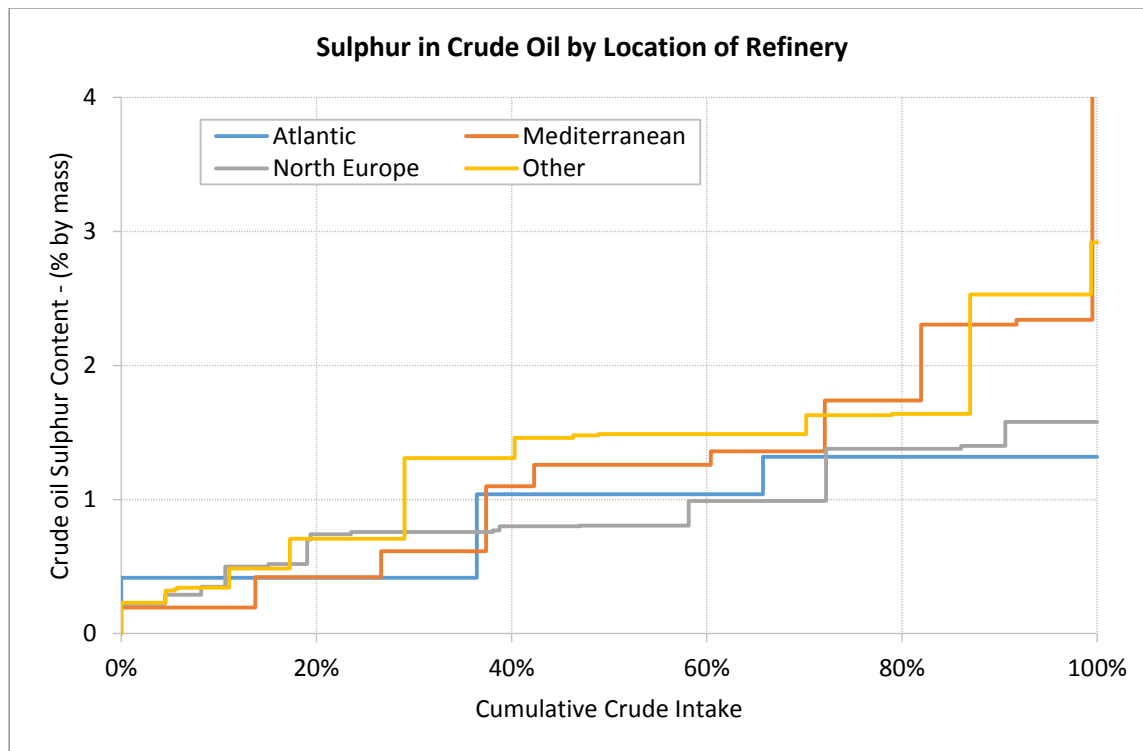 Sulphur in Crude Oil by Location of Refinery
4
Atlantic Mediterranean
North Europe Other
3
2
1
0
Crude oil Sulphur Content - (% by mass)
0% 20% 40% 60% 80% 100%
Cumulative Crude Intake